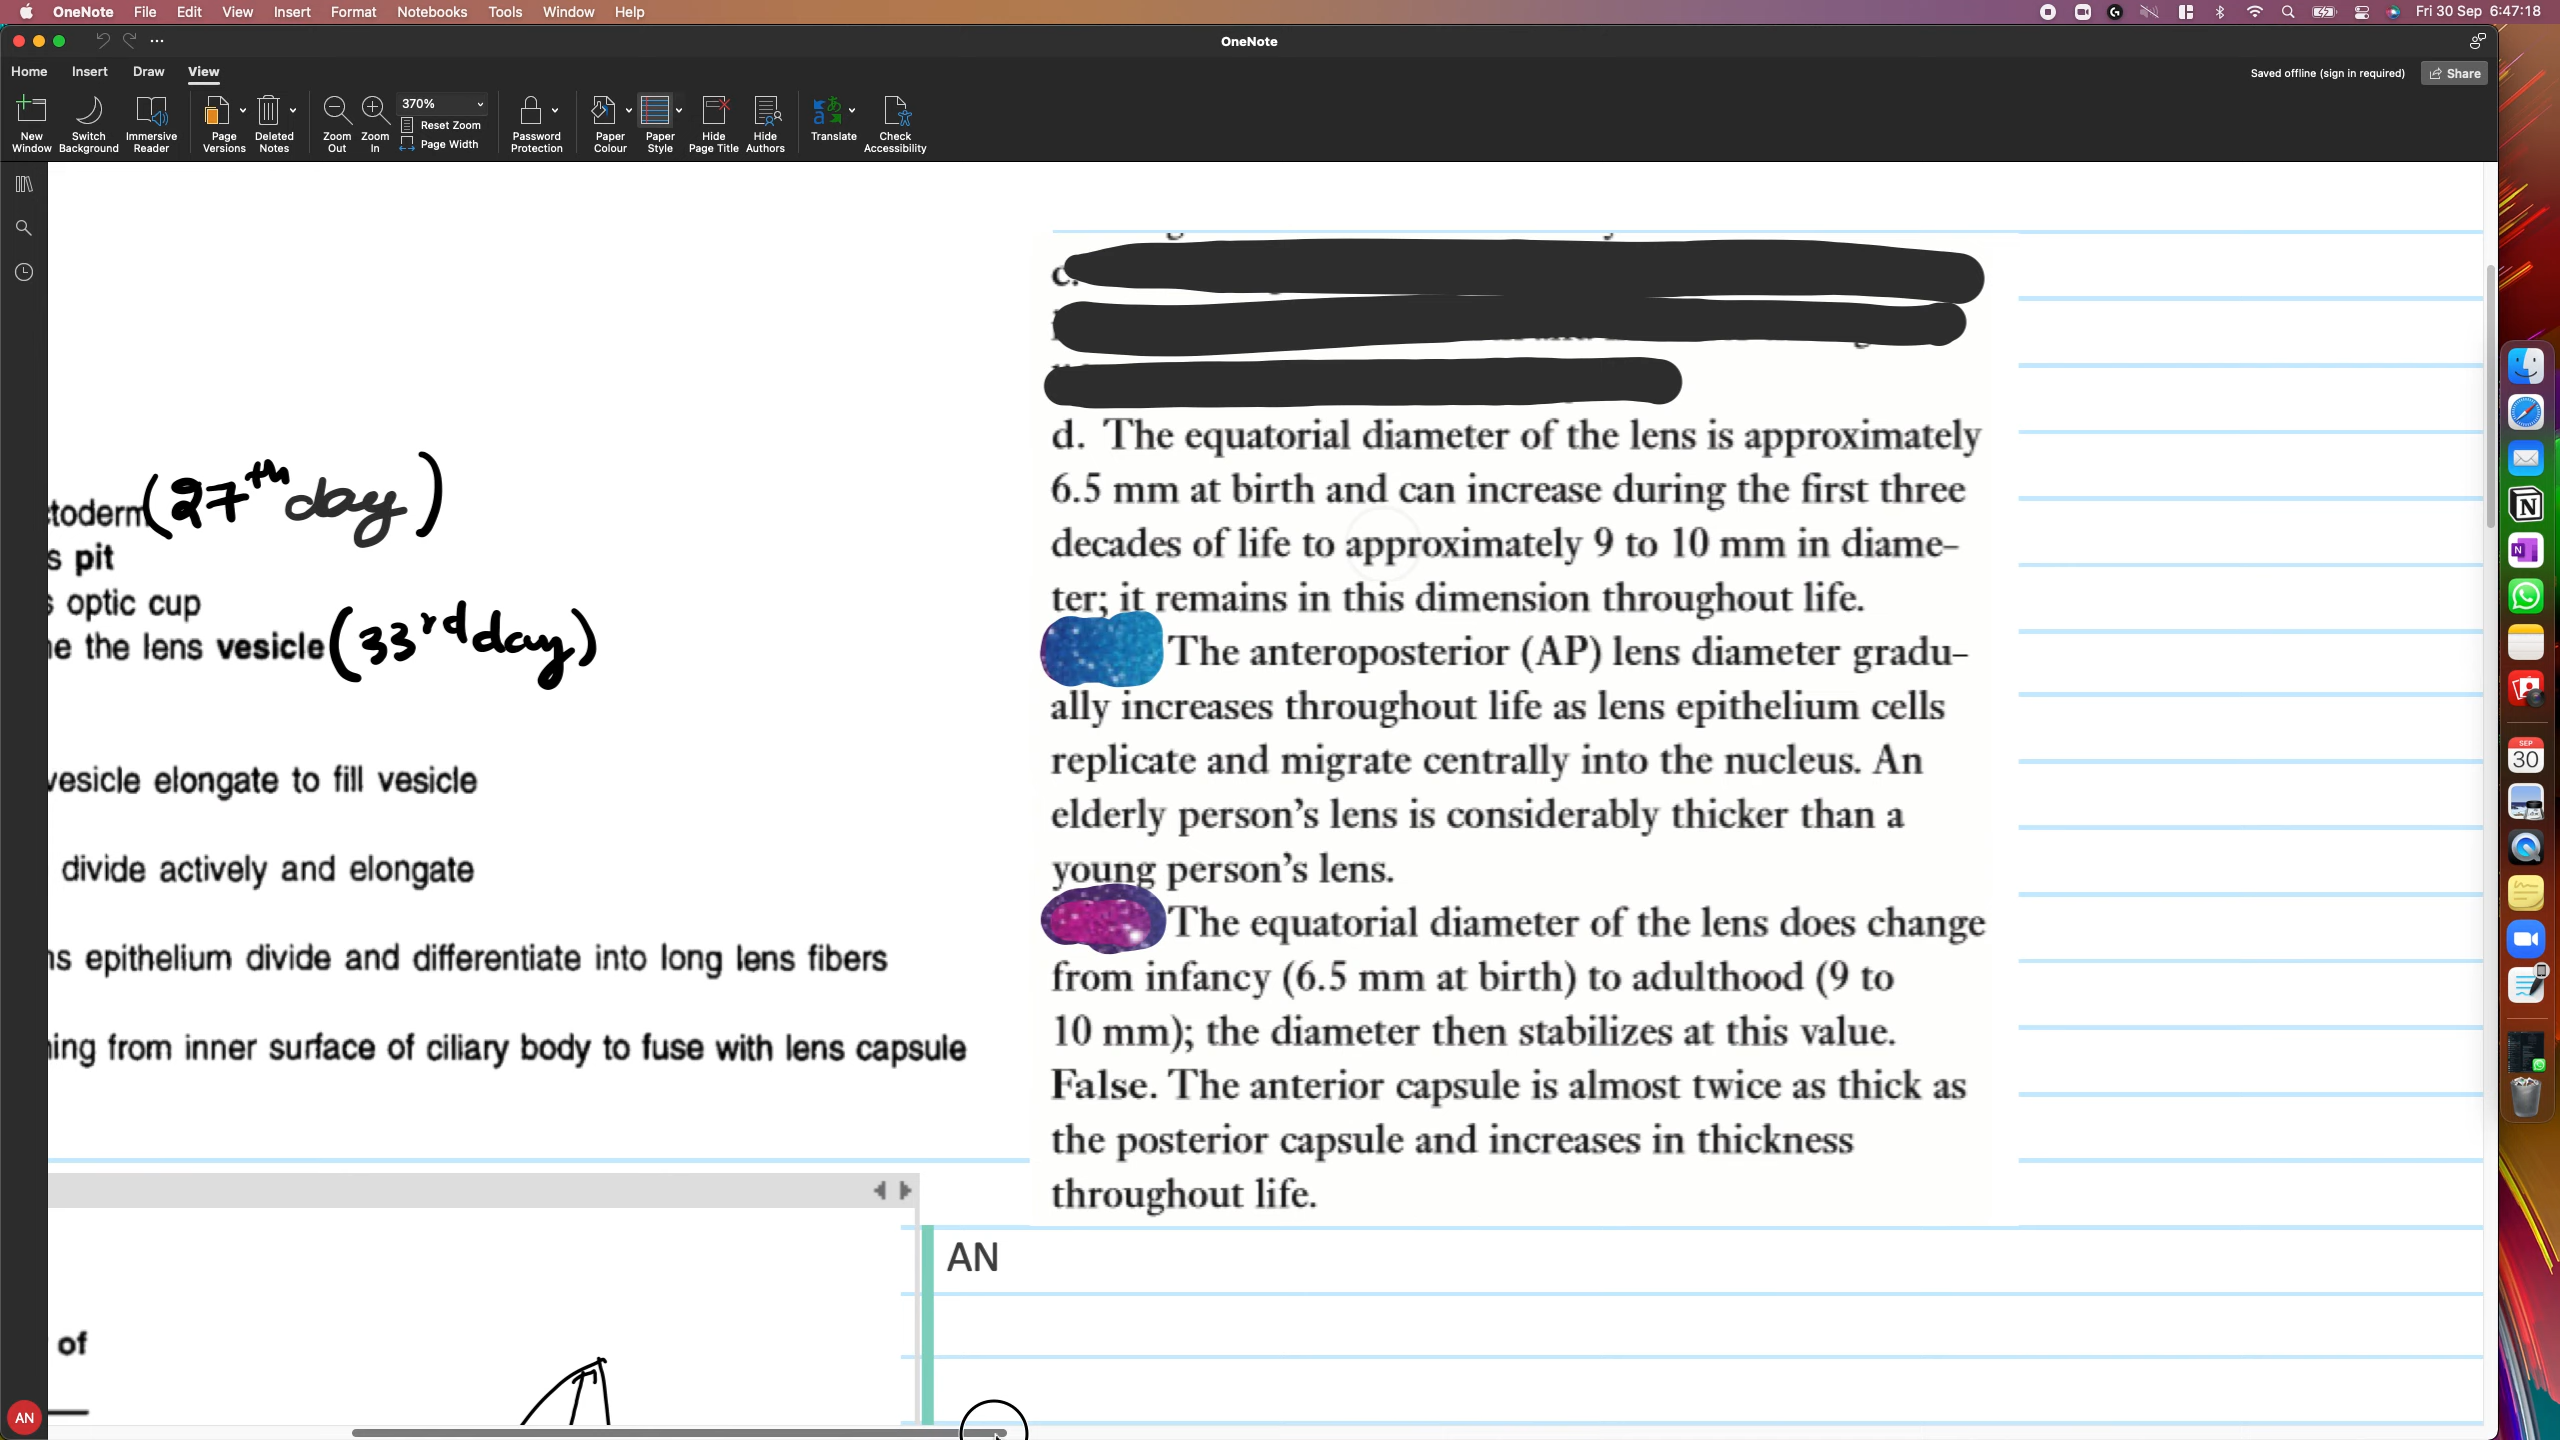 OneNote File Edit View Insert Format Notebooks Tools Window Help
Fri 30 Sep 6:47:18
OneNote
Home Insert Draw View
Saved offline (sign in required) Share
New Window
Switch Background
Immersive Reader
Page Versions
Deleted Notes
Zoom Out
Zoom In
370%
Reset Zoom
Page Width
Password Protection
Paper Colour
Paper Style
Hide Page Title
Hide Authors
Translate
Check Accessibility
toderm (27th day)
s pit
s optic cup
ne the lens vesicle (33rd day)
vesicle elongate to fill vesicle
divide actively and elongate
ns epithelium divide and differentiate into long lens fibers
ning from inner surface of ciliary body to fuse with lens capsule
of
c.
d. The equatorial diameter of the lens is approximately
6.5 mm at birth and can increase during the first three
decades of life to approximately 9 to 10 mm in diame-
ter; it remains in this dimension throughout life.
The anteroposterior (AP) lens diameter gradu-
ally increases throughout life as lens epithelium cells
replicate and migrate centrally into the nucleus. An
elderly person's lens is considerably thicker than a
young person's lens.
The equatorial diameter of the lens does change
from infancy (6.5 mm at birth) to adulthood (9 to
10 mm); the diameter then stabilizes at this value.
False. The anterior capsule is almost twice as thick as
the posterior capsule and increases in thickness
throughout life.
AN
AN
SEP
30